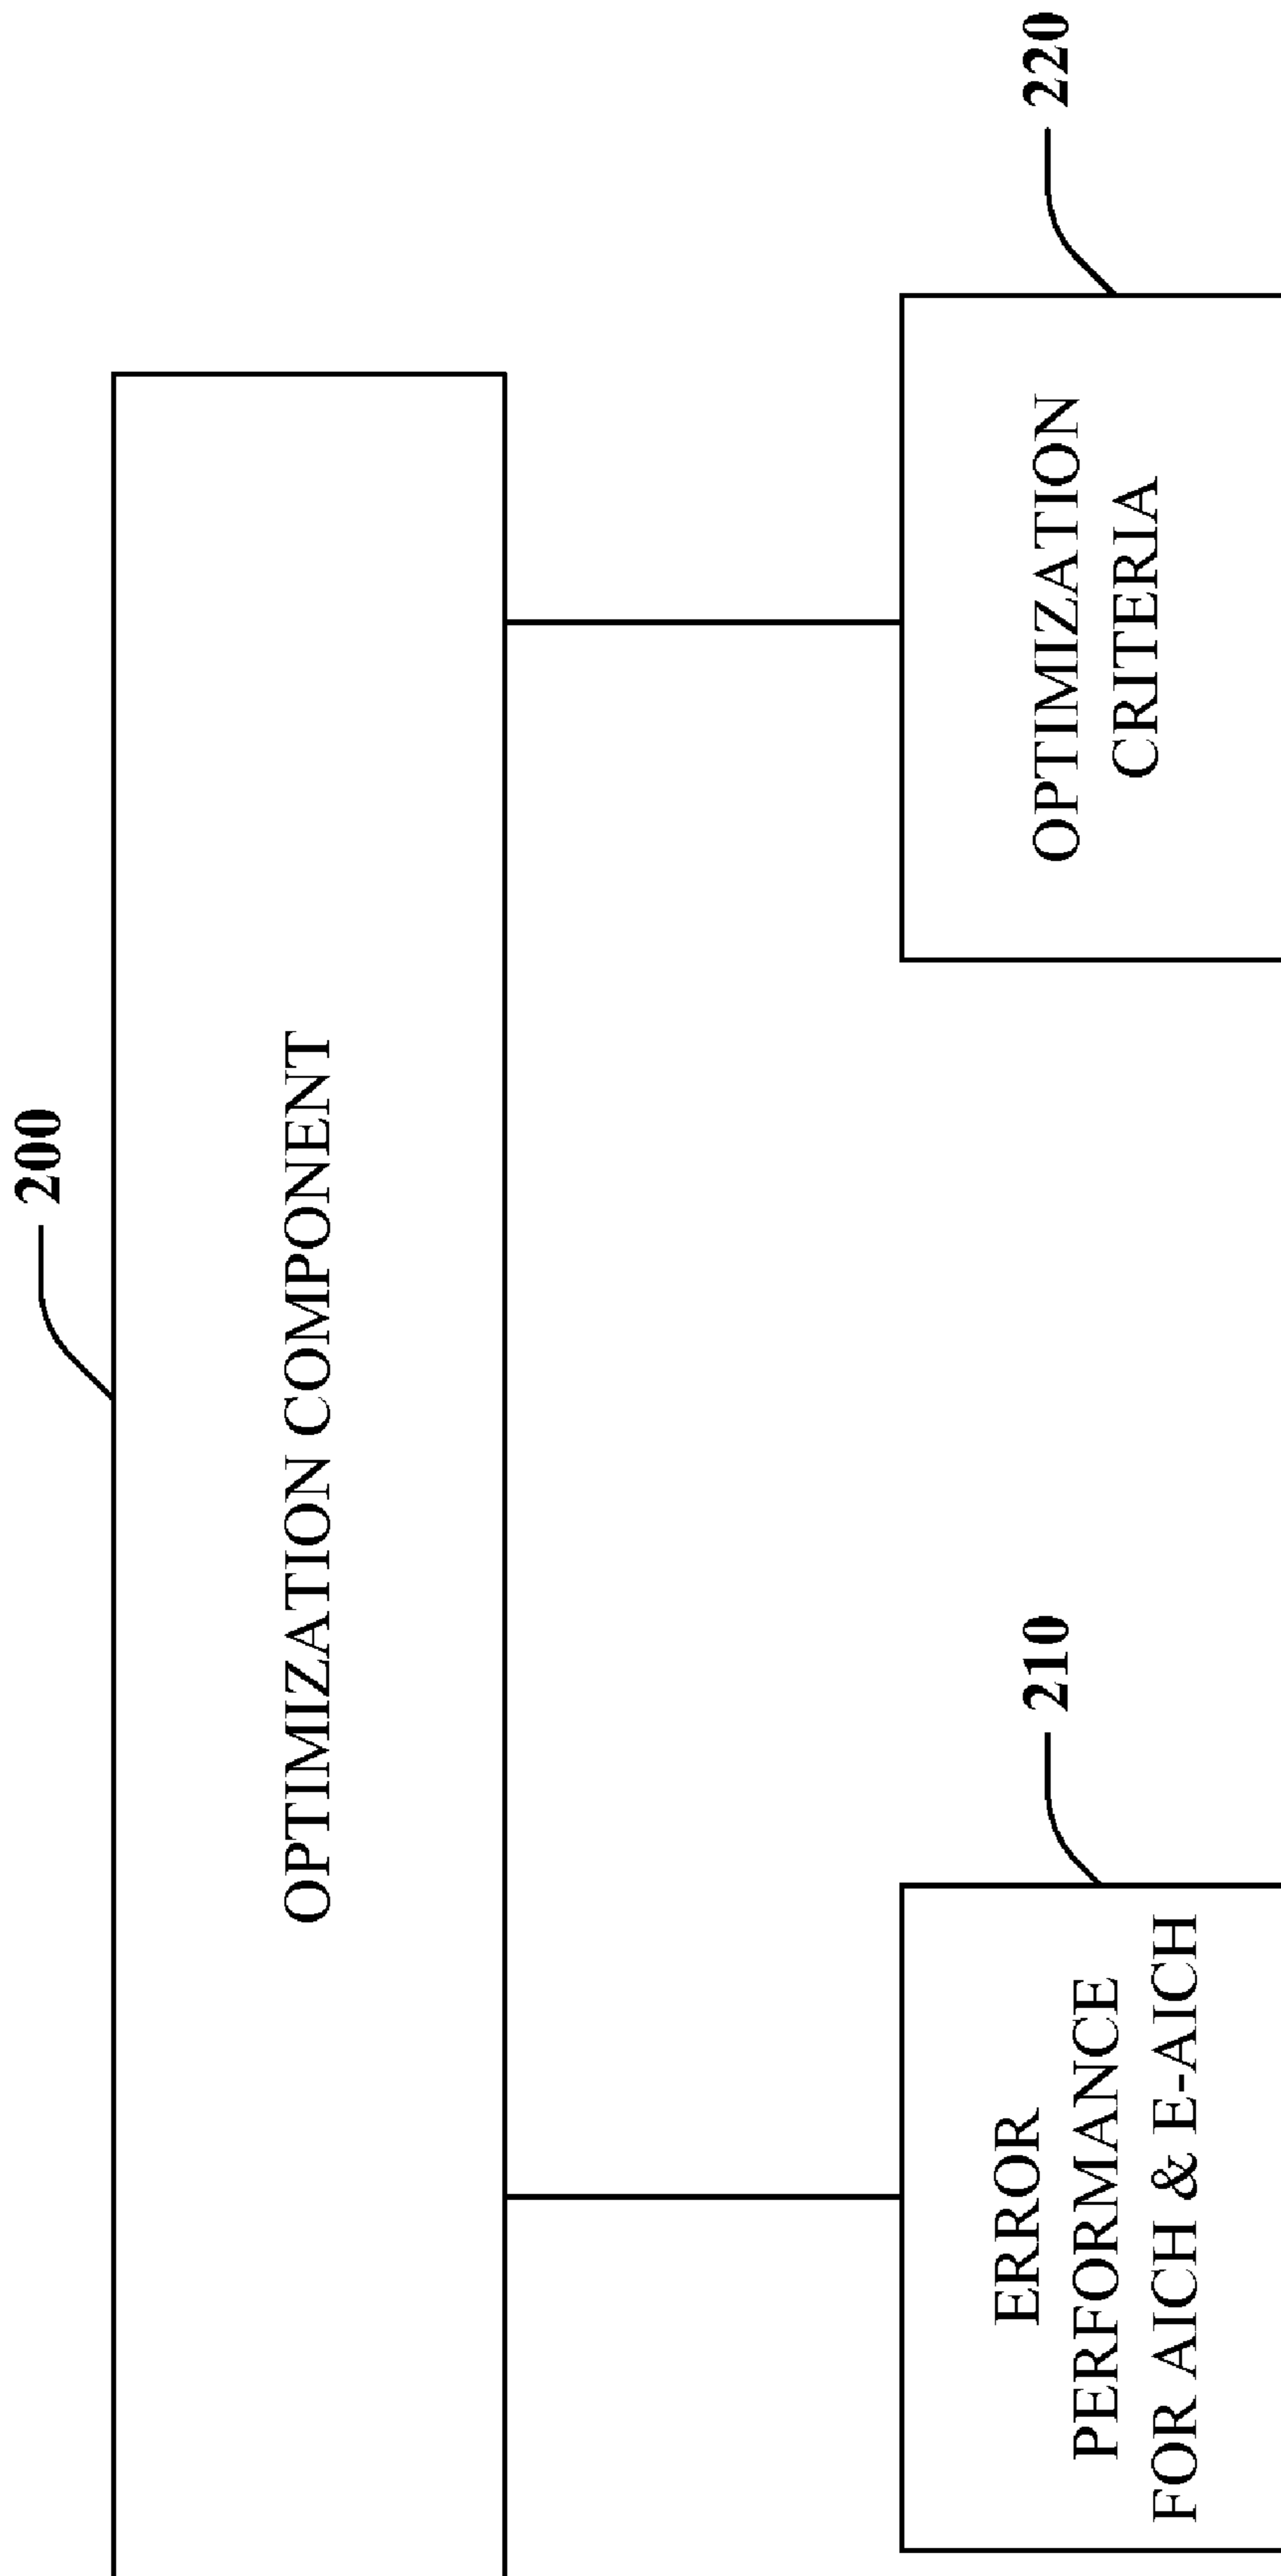 200
OPTIMIZATION COMPONENT
210
ERROR
PERFORMANCE
FOR AICH & E-AICH
220
OPTIMIZATION
CRITERIA